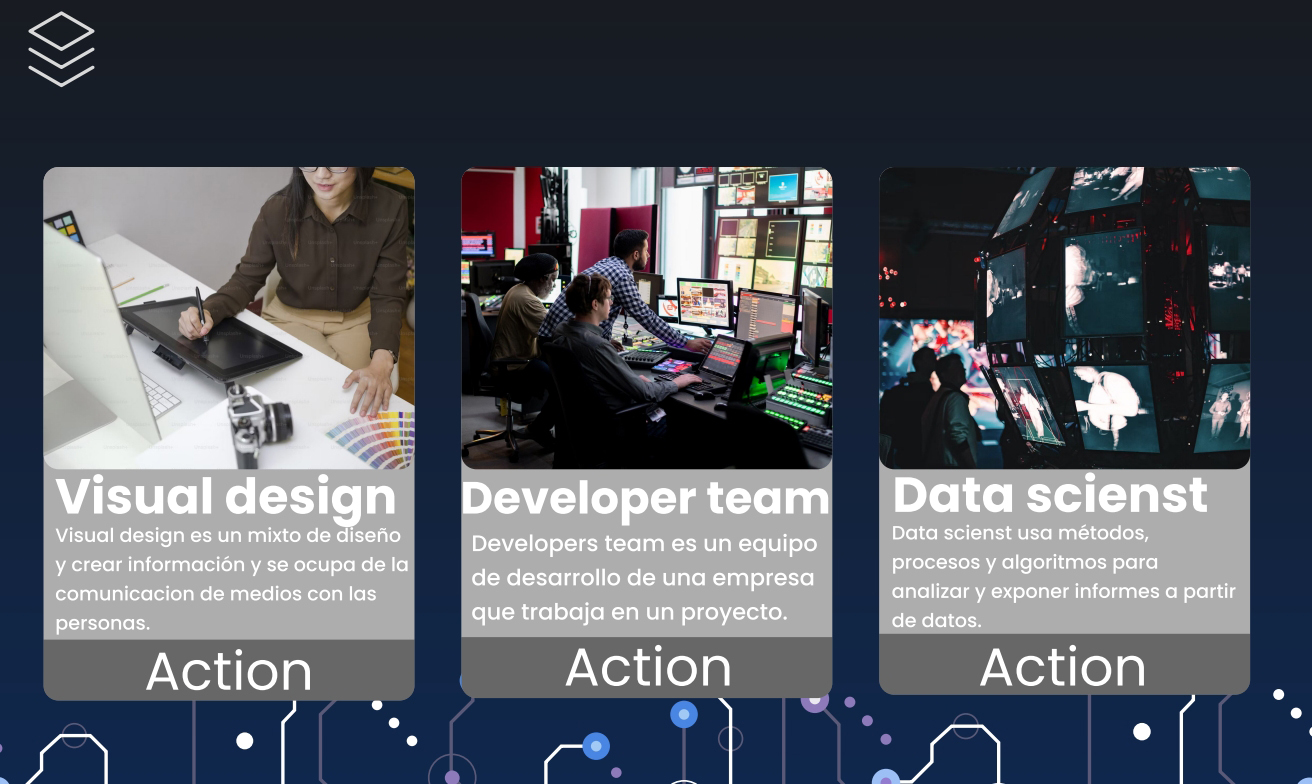 Visual design
Visual design es un mixto de diseño
y crear información y se ocupa de la
comunicacion de medios con las
personas.
Action
Developer team
Developers team es un equipo
de desarrollo de una empresa
que trabaja en un proyecto.
Action
Data scienst
Data scienst usa métodos,
procesos y algoritmos para
analizar y exponer informes a partir
de datos.
Action